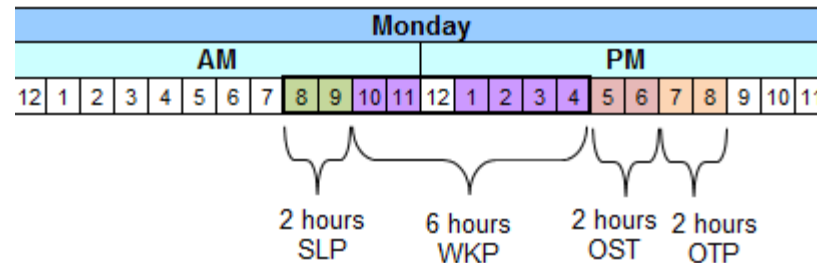 Monday
AM PM
12 1 2 3 4 5 6 7 8 9 10 11 12 1 2 3 4 5 6 7 8 9 10 11
2 hours 6 hours 2 hours 2 hours
SLP WKP OST OTP